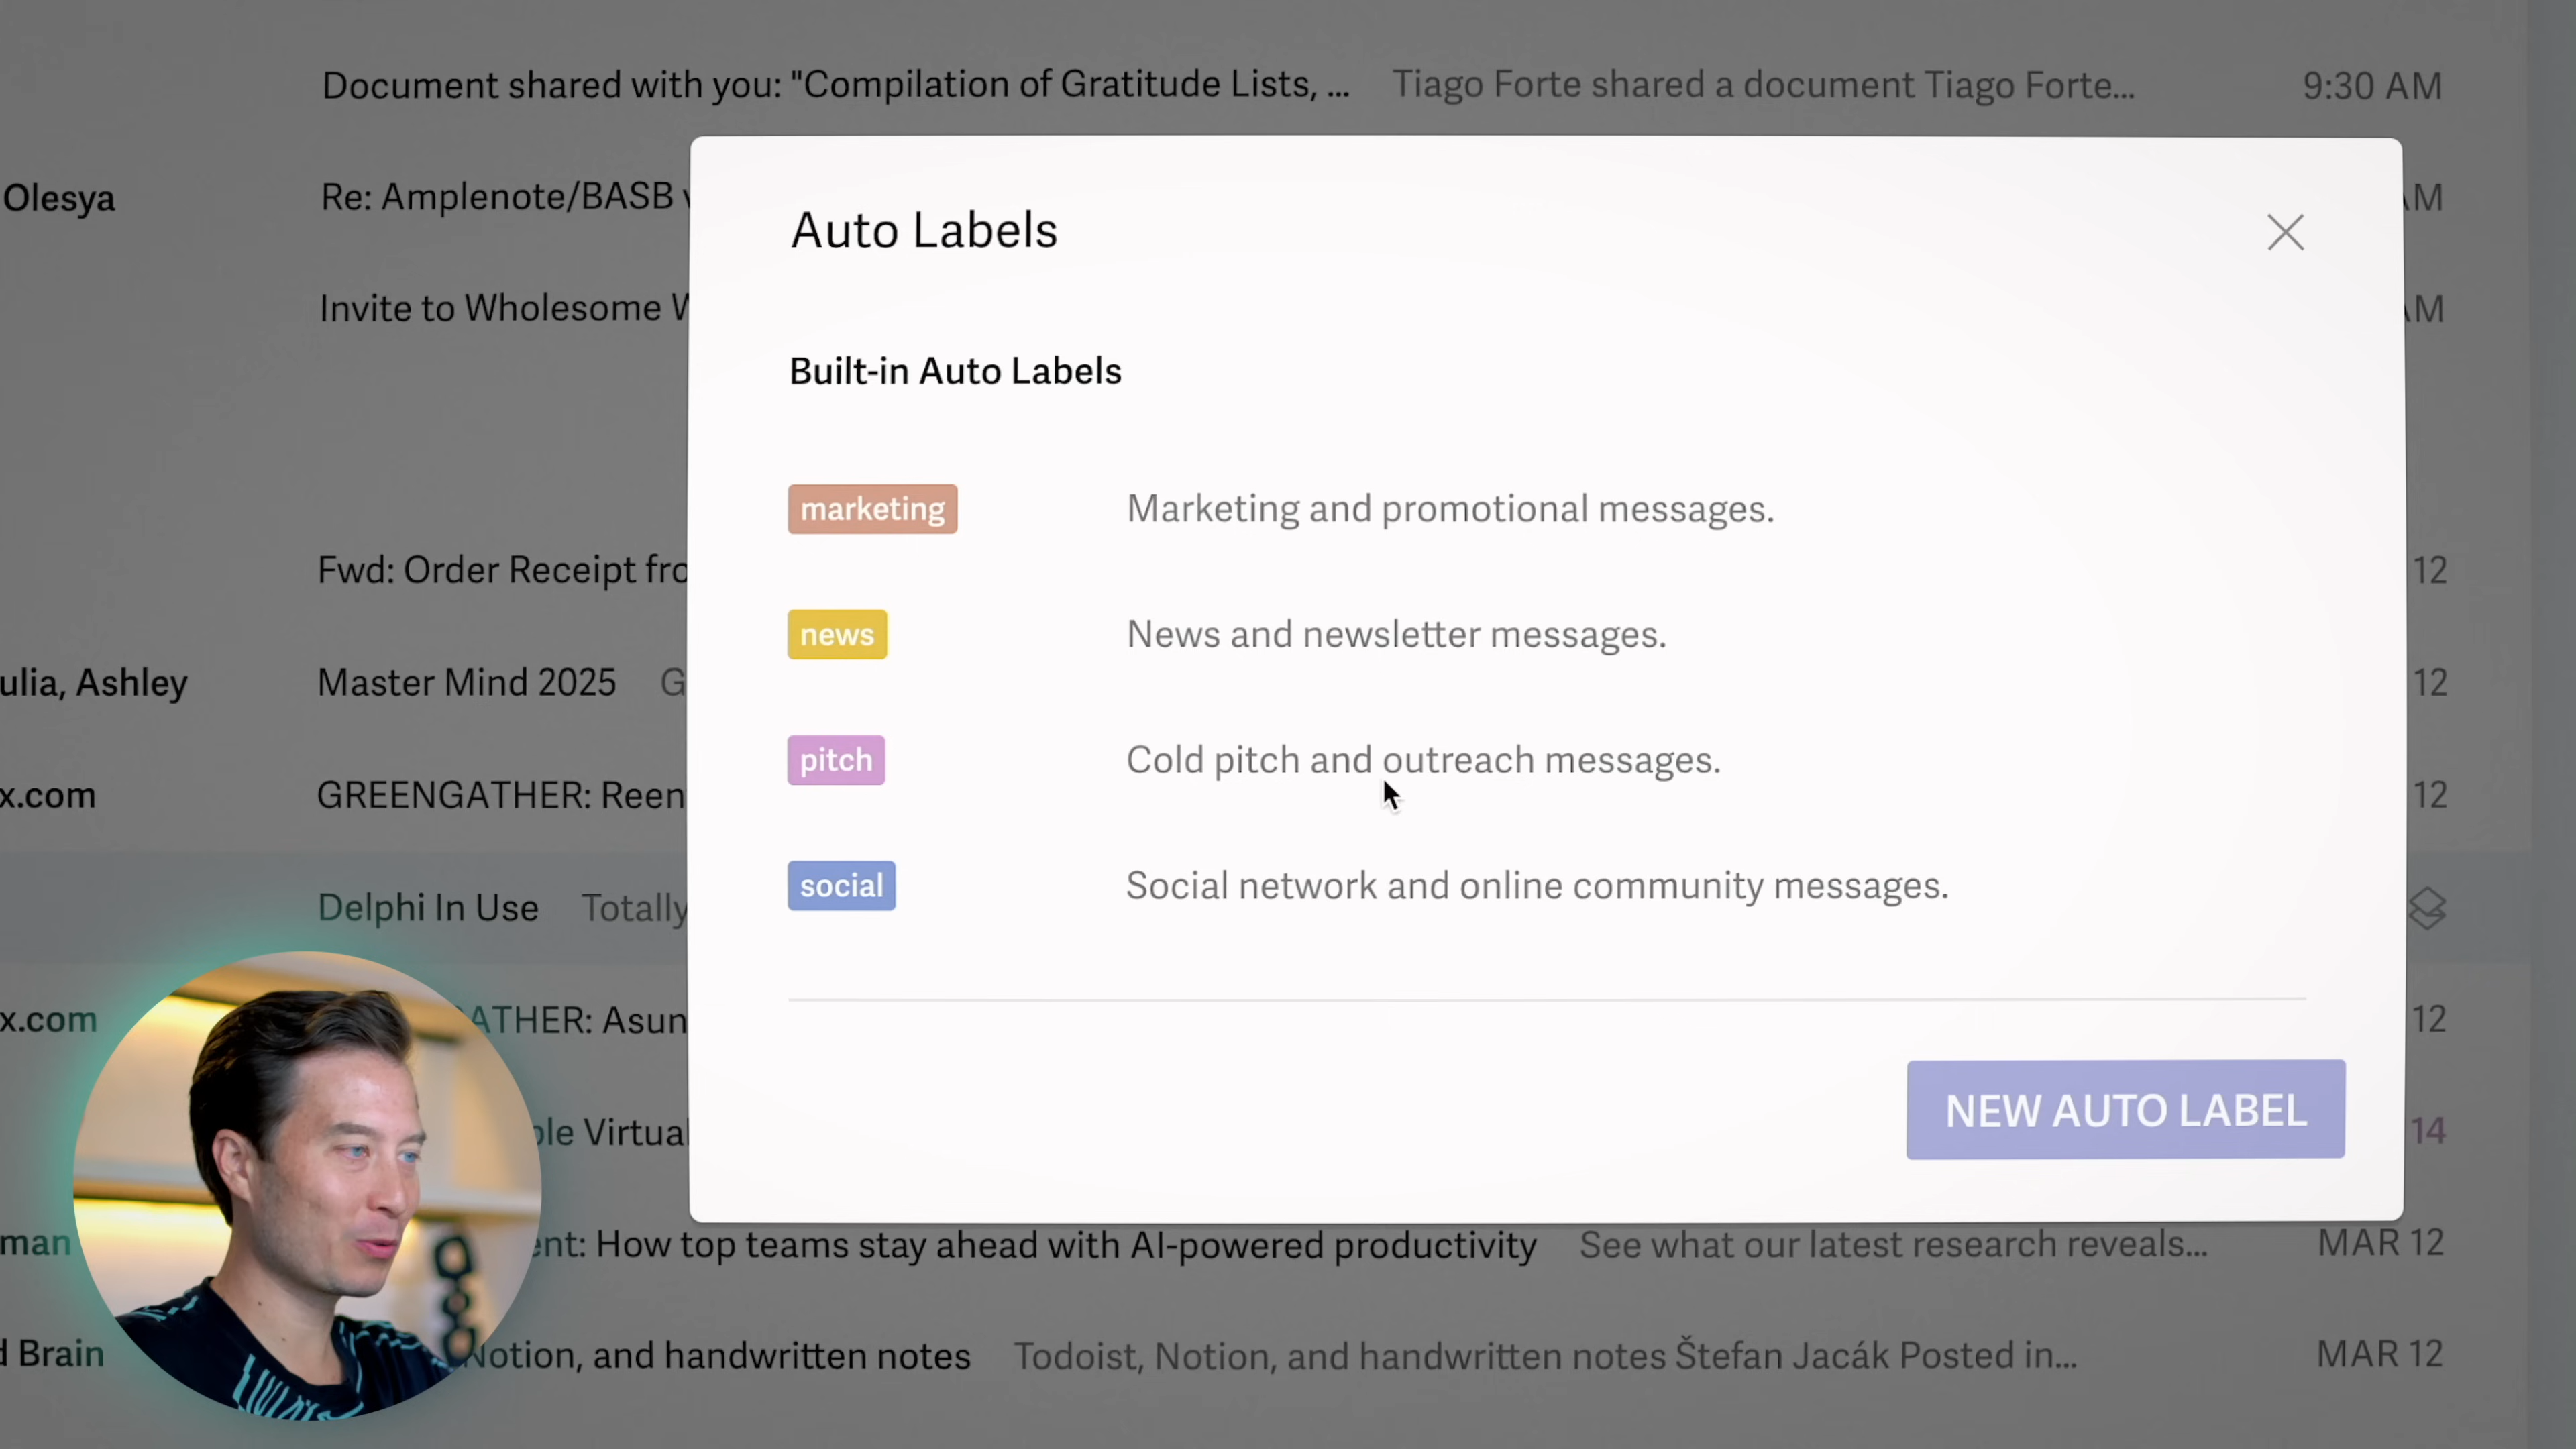 Document shared with you: "Compilation of Gratitude Lists, ... Tiago Forte shared a document Tiago Forte... 9:30 AM
Olesya Re: Amplenote/BASB AM
Invite to Wholesome AM
Auto Labels
Built-in Auto Labels
marketing Marketing and promotional messages.
news News and newsletter messages.
pitch Cold pitch and outreach messages.
social Social network and online community messages.
NEW AUTO LABEL
Fwd: Order Receipt fro 12
ulia, Ashley Master Mind 2025 G 12
x.com GREENGATHER: Reen 12
Delphi In Use Totally
x.com ATHER: Asun 12
ble Virtual 14
man ent: How top teams stay ahead with AI-powered productivity See what our latest research reveals... MAR 12
d Brain Notion, and handwritten notes Todoist, Notion, and handwritten notes Štefan Jacák Posted in... MAR 12